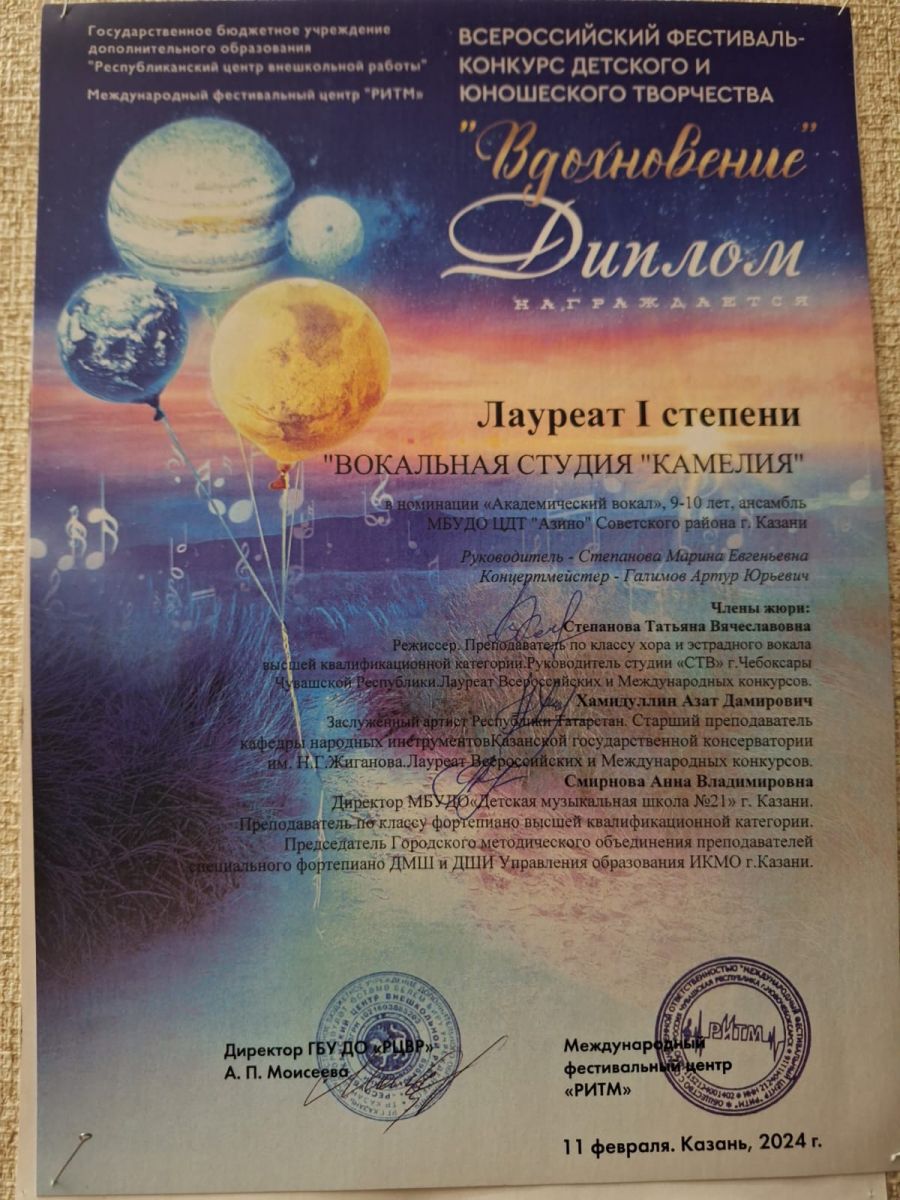 Государственное бюджетное учреждение
дополнительного образования
"Республиканский центр внешкольной работы"
Международный фестивальный центр "РИТМ»
ВСЕРОССИЙСКИЙ ФЕСТИВАЛЬ-
КОНКУРС ДЕТСКОГО И
ЮНОШЕСКОГО ТВОРЧЕСТВА
"Вдохновение"
Диплом
НАГРАЖДАЕТСЯ
Лауреат I степени
"ВОКАЛЬНАЯ СТУДИЯ "КАМЕЛИЯ"
в номинации «Академический вокал», 9-10 лет, ансамбль
МБУДО ЦДТ "Азино" Советского района г. Казани
Руководитель - Степанова Марина Евгеньевна
Концертмейстер - Галимов Артур Юрьевич
Члены жюри:
Степанова Татьяна Вячеславовна
Режиссер. Преподаватель по классу хора и эстрадного вокала
высшей квалификационной категории.Руководитель студии «СТВ» г.Чебоксары
Чувашской Республики.Лауреат Всероссийских и Международных конкурсов.
Хамидуллин Азат Дамирович
Заслуженный артист Республики Татарстан. Старший преподаватель
кафедры народных инструментовКазанской государственной консерватории
им. Н.Г.Жиганова.Лауреат Всероссийских и Международных конкурсов.
Смирнова Анна Владимировна
Директор МБУДО«Детская музыкальная школа №21» г. Казани.
Преподаватель по классу фортепиано высшей квалификационной категории.
Председатель Городского методического объединения преподавателей
специального фортепиано ДМШ и ДШИ Управления образования ИКМО г.Казани.
Директор ГБУ ДО «РЦВР»
А. П. Моисеева
Международный
фестивальный центр
«РИТМ»
РИТМ
11 февраля. Казань, 2024 г.